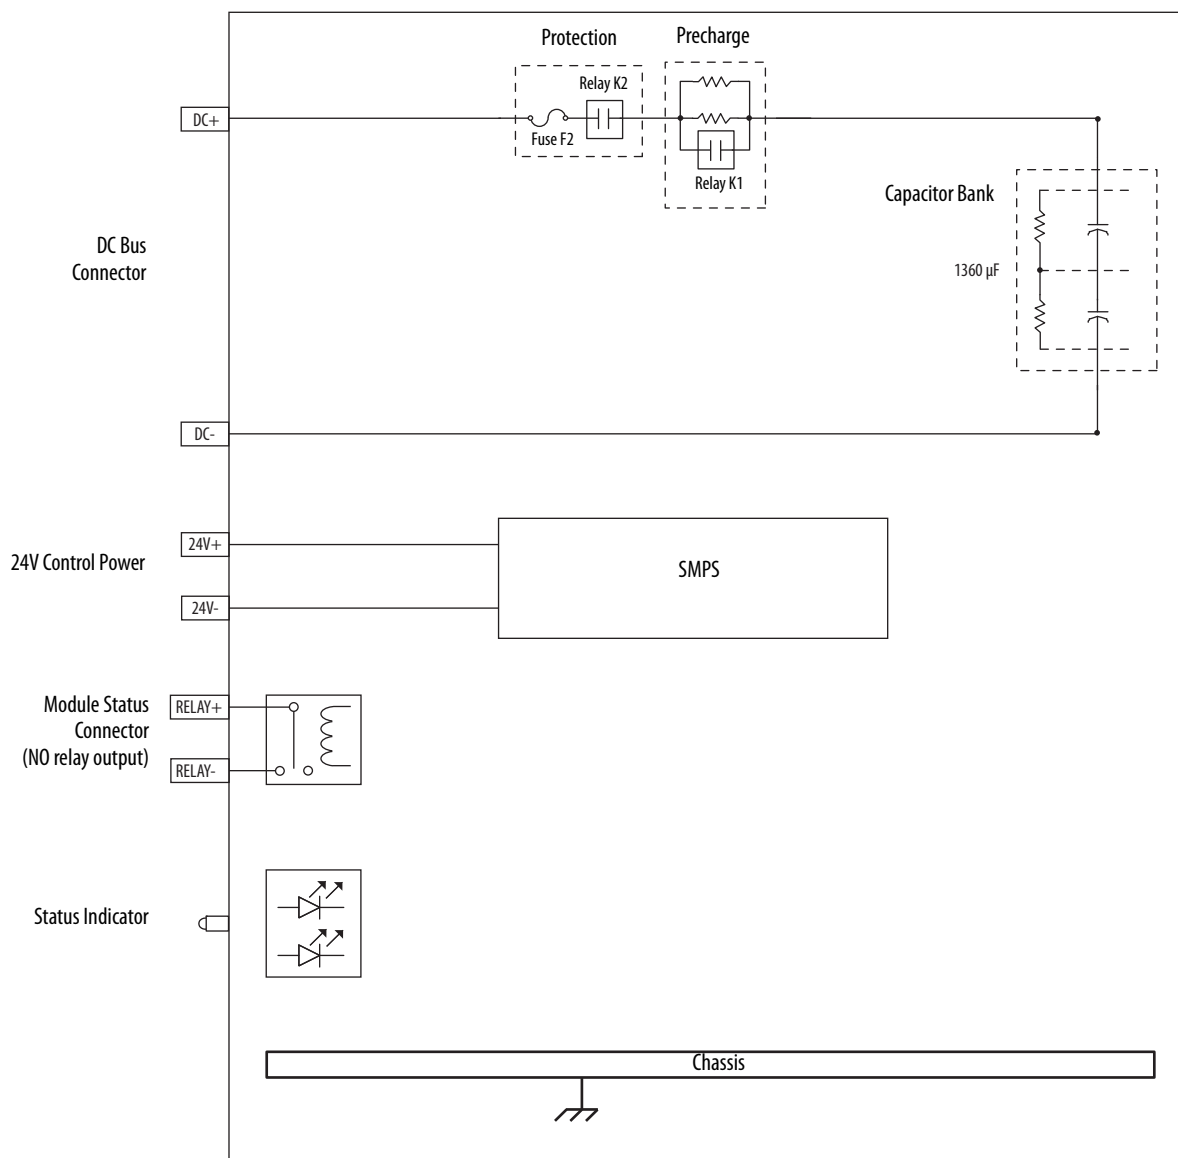 Protection
Precharge
Relay K2
DC+
Fuse F2
Relay K1
Capacitor Bank
DC Bus
Connector
1360 µF
DC-
24V+
24V Control Power
SMPS
24V-
Module Status
Connector
(NO relay output)
RELAY+
RELAY-
Status Indicator
Chassis